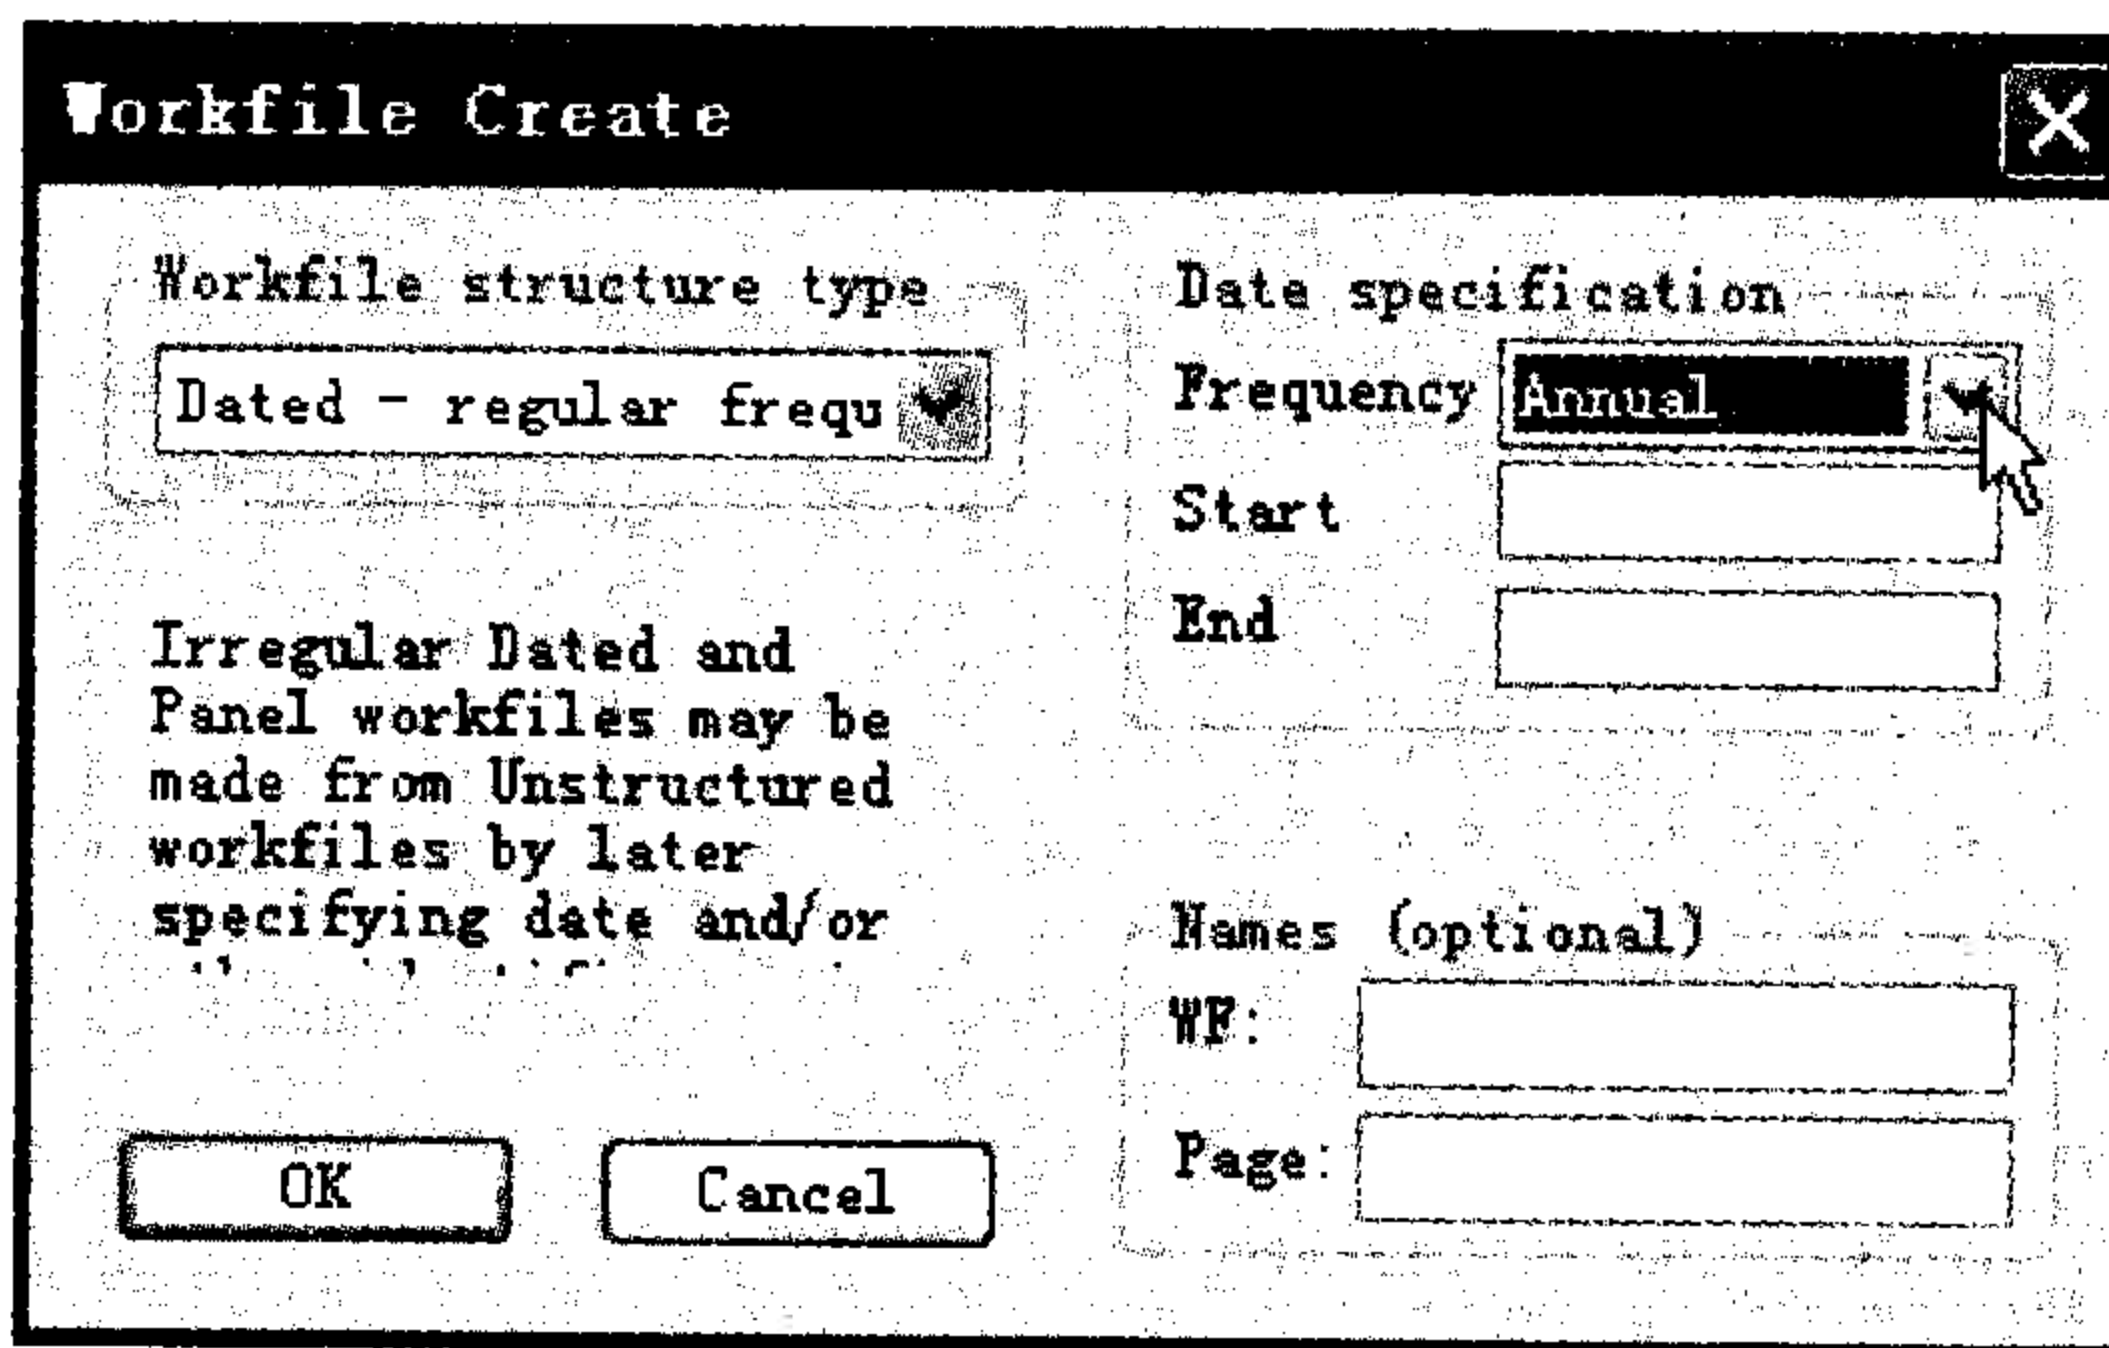 Workfile Create
Workfile structure type
Dated - regular frequ
Irregular Dated and
Panel workfiles may be
made from Unstructured
workfiles by later
specifying date and/or
OK
Cancel
Date specification
Frequency
Annual
Start
End
Names (optional)
WF:
Page: